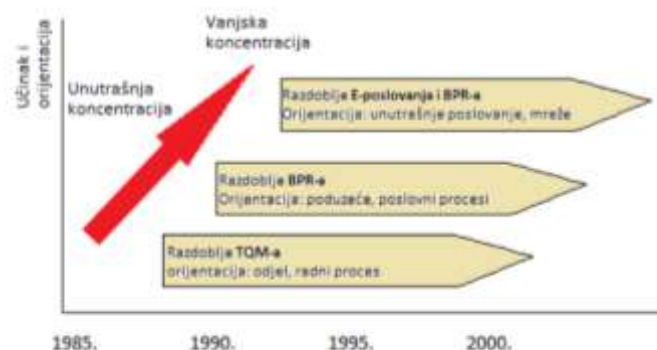 Učinak i
orijentacija
Vanjska
koncentracija
Unutrašnja
koncentracija
Razdoblje E-poslovanja i BPR-a
Orijentacija: unutrašnje poslovanje, mreže
Razdoblje BPR-a
Orijentacija: poduzeće, poslovni procesi
Razdoblje TQM-a
orijentacija: odjel, radni proces
1985.
1990.
1995.
2000.